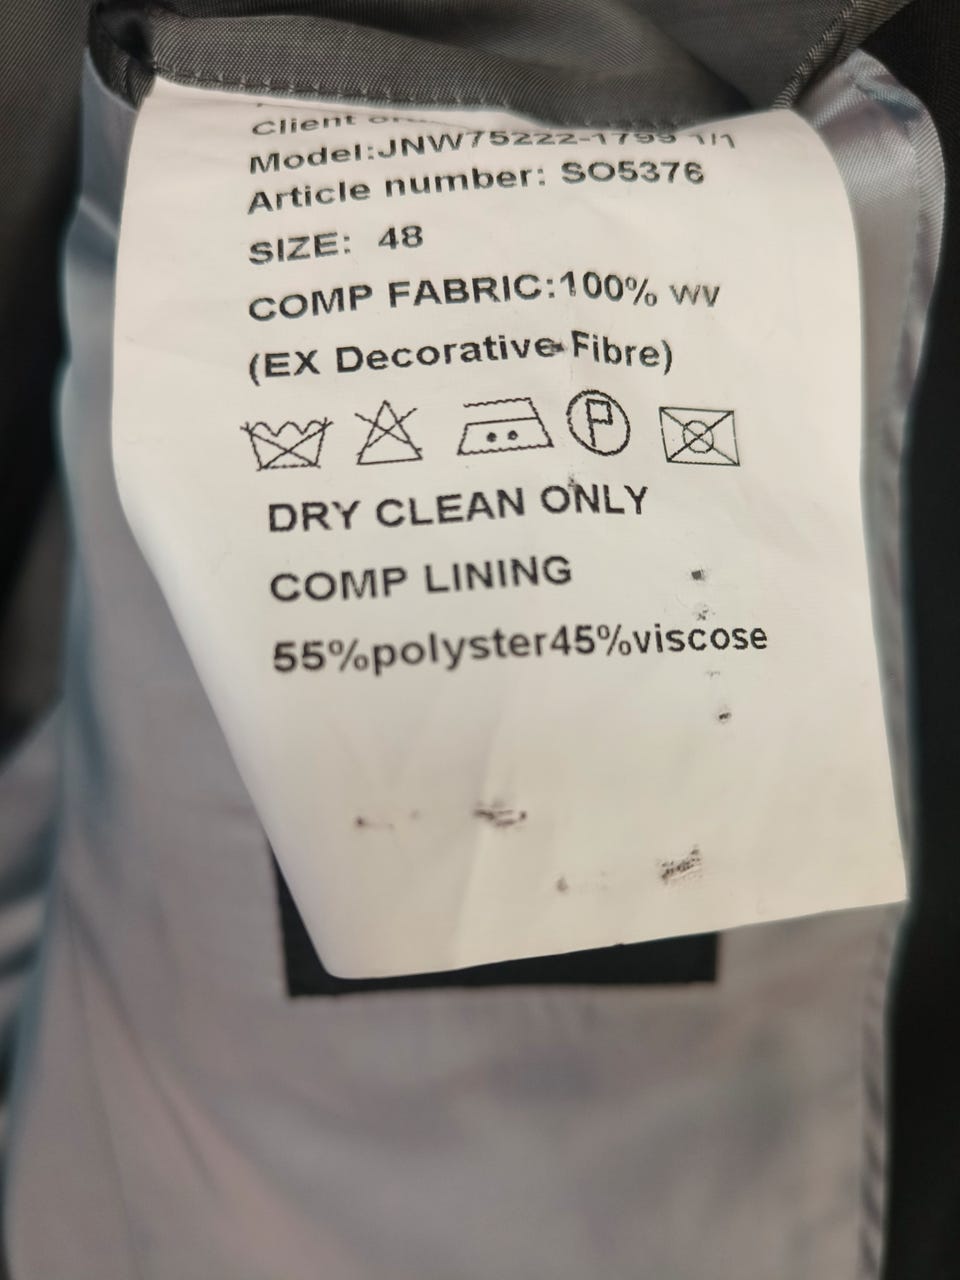 Client
Model:JNW75222-1799 1/1
Article number: SO5376
SIZE: 48
COMP FABRIC:100% WV
(EX Decorative Fibre)
P
DRY CLEAN ONLY
COMP LINING
55%polyster45%viscose